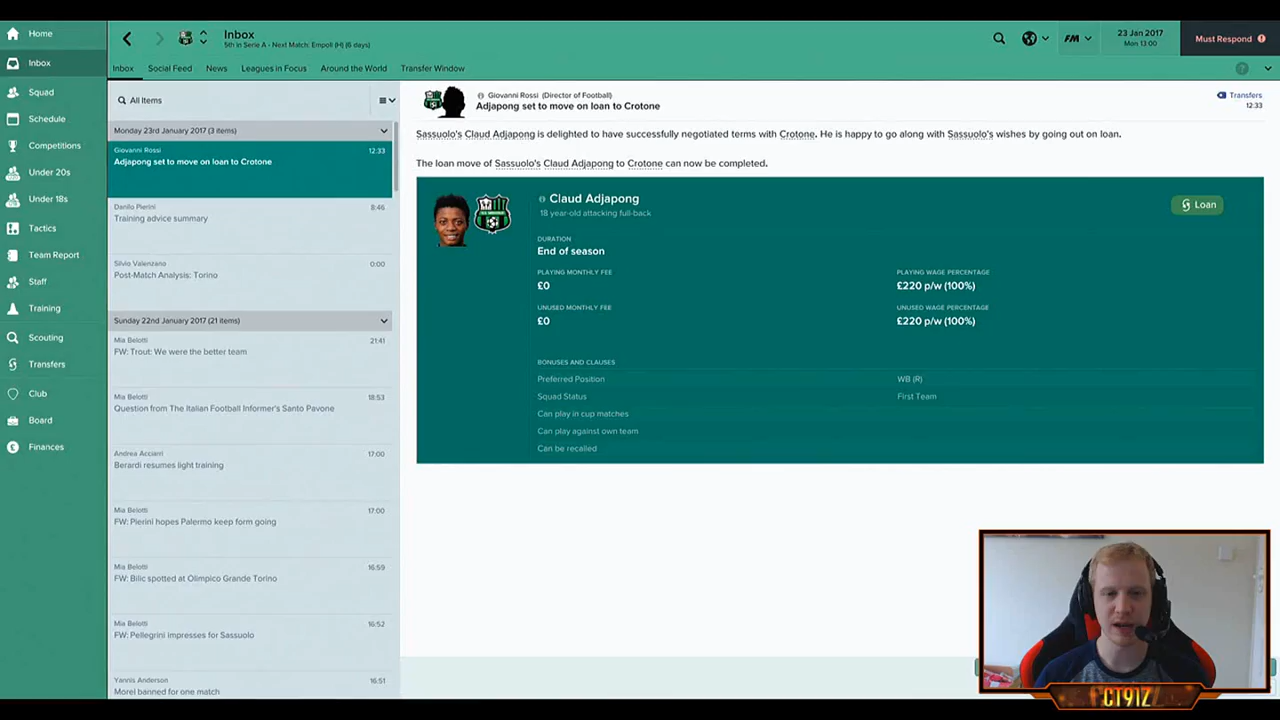 Home
Inbox
Squad
Schedule
Competitions
Under 20s
Under 18s
Tactics
Team Report
Staff
Training
Scouting
Transfers
Club
Board
Finances
Inbox
5th in Serie A - Next Match: Empoli (H) (6 days)
FM
23 Jan 2017
Mon 13:00
Must Respond
Inbox
Social Feed
News
Leagues in Focus
Around the World
Transfer Window
All Items
Monday 23rd January 2017 (3 items)
Giovanni Rossi 12:33
Adjapong set to move on loan to Crotone
Danilo Pierini 8:46
Training advice summary
Silvio Valenzano 0:00
Post-Match Analysis: Torino
Sunday 22nd January 2017 (21 items)
Mia Belotti 21:41
FW: Trout: We were the better team
Mia Belotti 18:53
Question from The Italian Football Informer's Santo Pavone
Andrea Acciarri 17:00
Berardi resumes light training
Mia Belotti 17:00
FW: Pierini hopes Palermo keep form going
Mia Belotti 16:59
FW: Bilic spotted at Olimpico Grande Torino
Mia Belotti 16:52
FW: Pellegrini impresses for Sassuolo
Yannis Anderson 16:51
Morel banned for one match
Giovanni Rossi (Director of Football)
Adjapong set to move on loan to Crotone
Transfers
12:33
Sassuolo's Claud Adjapong is delighted to have successfully negotiated terms with Crotone. He is happy to go along with Sassuolo's wishes by going out on loan.
The loan move of Sassuolo's Claud Adjapong to Crotone can now be completed.
Claud Adjapong
18 year-old attacking full-back
Loan
DURATION
End of season
PLAYING MONTHLY FEE
£0
PLAYING WAGE PERCENTAGE
£220 p/w (100%)
UNUSED MONTHLY FEE
£0
UNUSED WAGE PERCENTAGE
£220 p/w (100%)
BONUSES AND CLAUSES
Preferred Position WB (R)
Squad Status First Team
Can play in cup matches
Can play against own team
Can be recalled
CT91Z